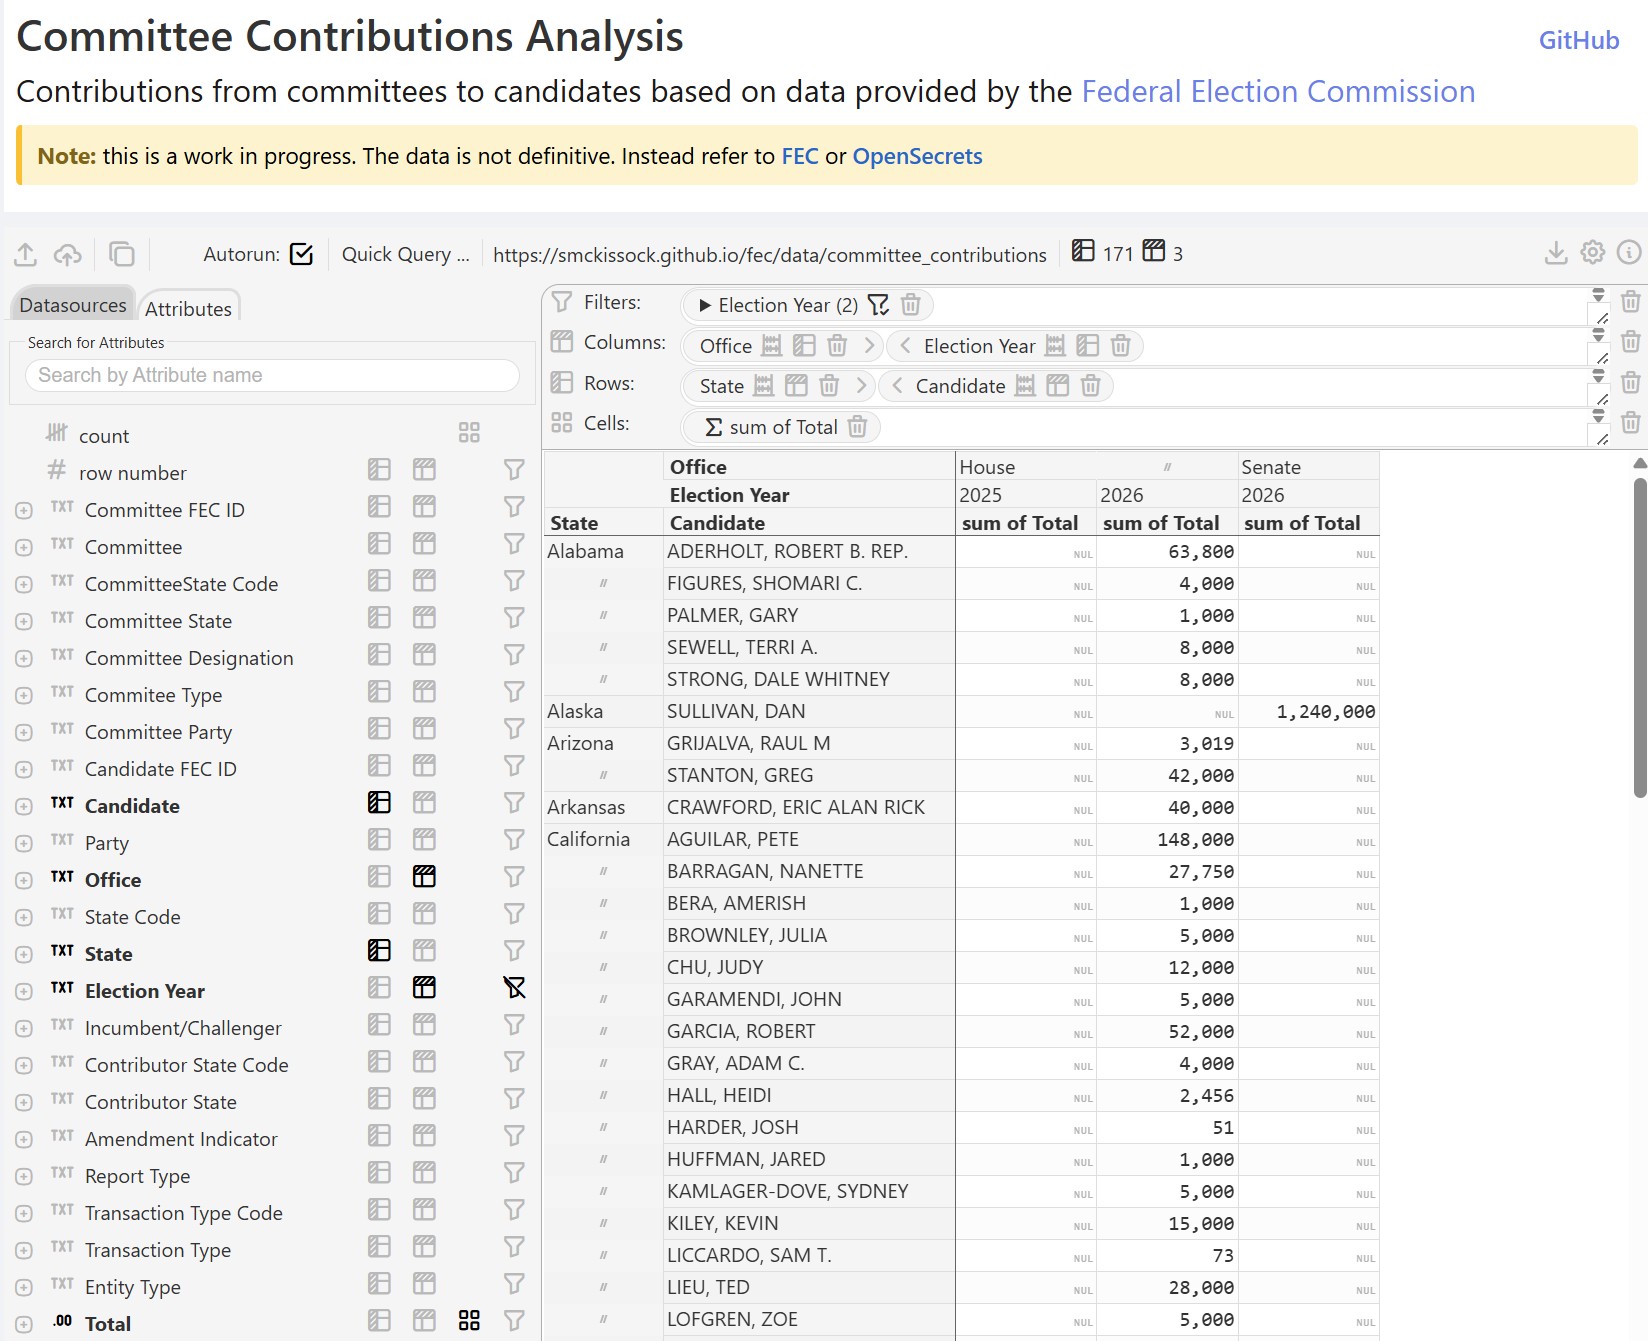 Committee Contributions Analysis
GitHub
Contributions from committees to candidates based on data provided by the Federal Election Commission
Note: this is a work in progress. The data is not definitive. Instead refer to FEC or OpenSecrets
Autorun: Quick Query ... https://smckissock.github.io/fec/data/committee_contributions 171 3
Datasources Attributes
Search for Attributes
Search by Attribute name
count
# row number
TXT Committee FEC ID
TXT Committee
TXT CommitteeState Code
TXT Committee State
TXT Committee Designation
TXT Commitee Type
TXT Committee Party
TXT Candidate FEC ID
TXT Candidate
TXT Party
TXT Office
TXT State Code
TXT State
TXT Election Year
TXT Incumbent/Challenger
TXT Contributor State Code
TXT Contributor State
TXT Amendment Indicator
TXT Report Type
TXT Transaction Type Code
TXT Transaction Type
TXT Entity Type
.00 Total
Filters: ▶ Election Year (2)
Columns: Office > < Election Year
Rows: State > < Candidate
Cells: Σ sum of Total
Office House 〃 Senate
Election Year 2025 2026 2026
State Candidate sum of Total sum of Total sum of Total
Alabama ADERHOLT, ROBERT B. REP. NUL 63,800 NUL
〃 FIGURES, SHOMARI C. NUL 4,000 NUL
〃 PALMER, GARY NUL 1,000 NUL
〃 SEWELL, TERRI A. NUL 8,000 NUL
〃 STRONG, DALE WHITNEY NUL 8,000 NUL
Alaska SULLIVAN, DAN NUL NUL 1,240,000
Arizona GRIJALVA, RAUL M NUL 3,019 NUL
〃 STANTON, GREG NUL 42,000 NUL
Arkansas CRAWFORD, ERIC ALAN RICK NUL 40,000 NUL
California AGUILAR, PETE NUL 148,000 NUL
〃 BARRAGAN, NANETTE NUL 27,750 NUL
〃 BERA, AMERISH NUL 1,000 NUL
〃 BROWNLEY, JULIA NUL 5,000 NUL
〃 CHU, JUDY NUL 12,000 NUL
〃 GARAMENDI, JOHN NUL 5,000 NUL
〃 GARCIA, ROBERT NUL 52,000 NUL
〃 GRAY, ADAM C. NUL 4,000 NUL
〃 HALL, HEIDI NUL 2,456 NUL
〃 HARDER, JOSH NUL 51 NUL
〃 HUFFMAN, JARED NUL 1,000 NUL
〃 KAMLAGER-DOVE, SYDNEY NUL 5,000 NUL
〃 KILEY, KEVIN NUL 15,000 NUL
〃 LICCARDO, SAM T. NUL 73 NUL
〃 LIEU, TED NUL 28,000 NUL
〃 LOFGREN, ZOE NUL 5,000 NUL